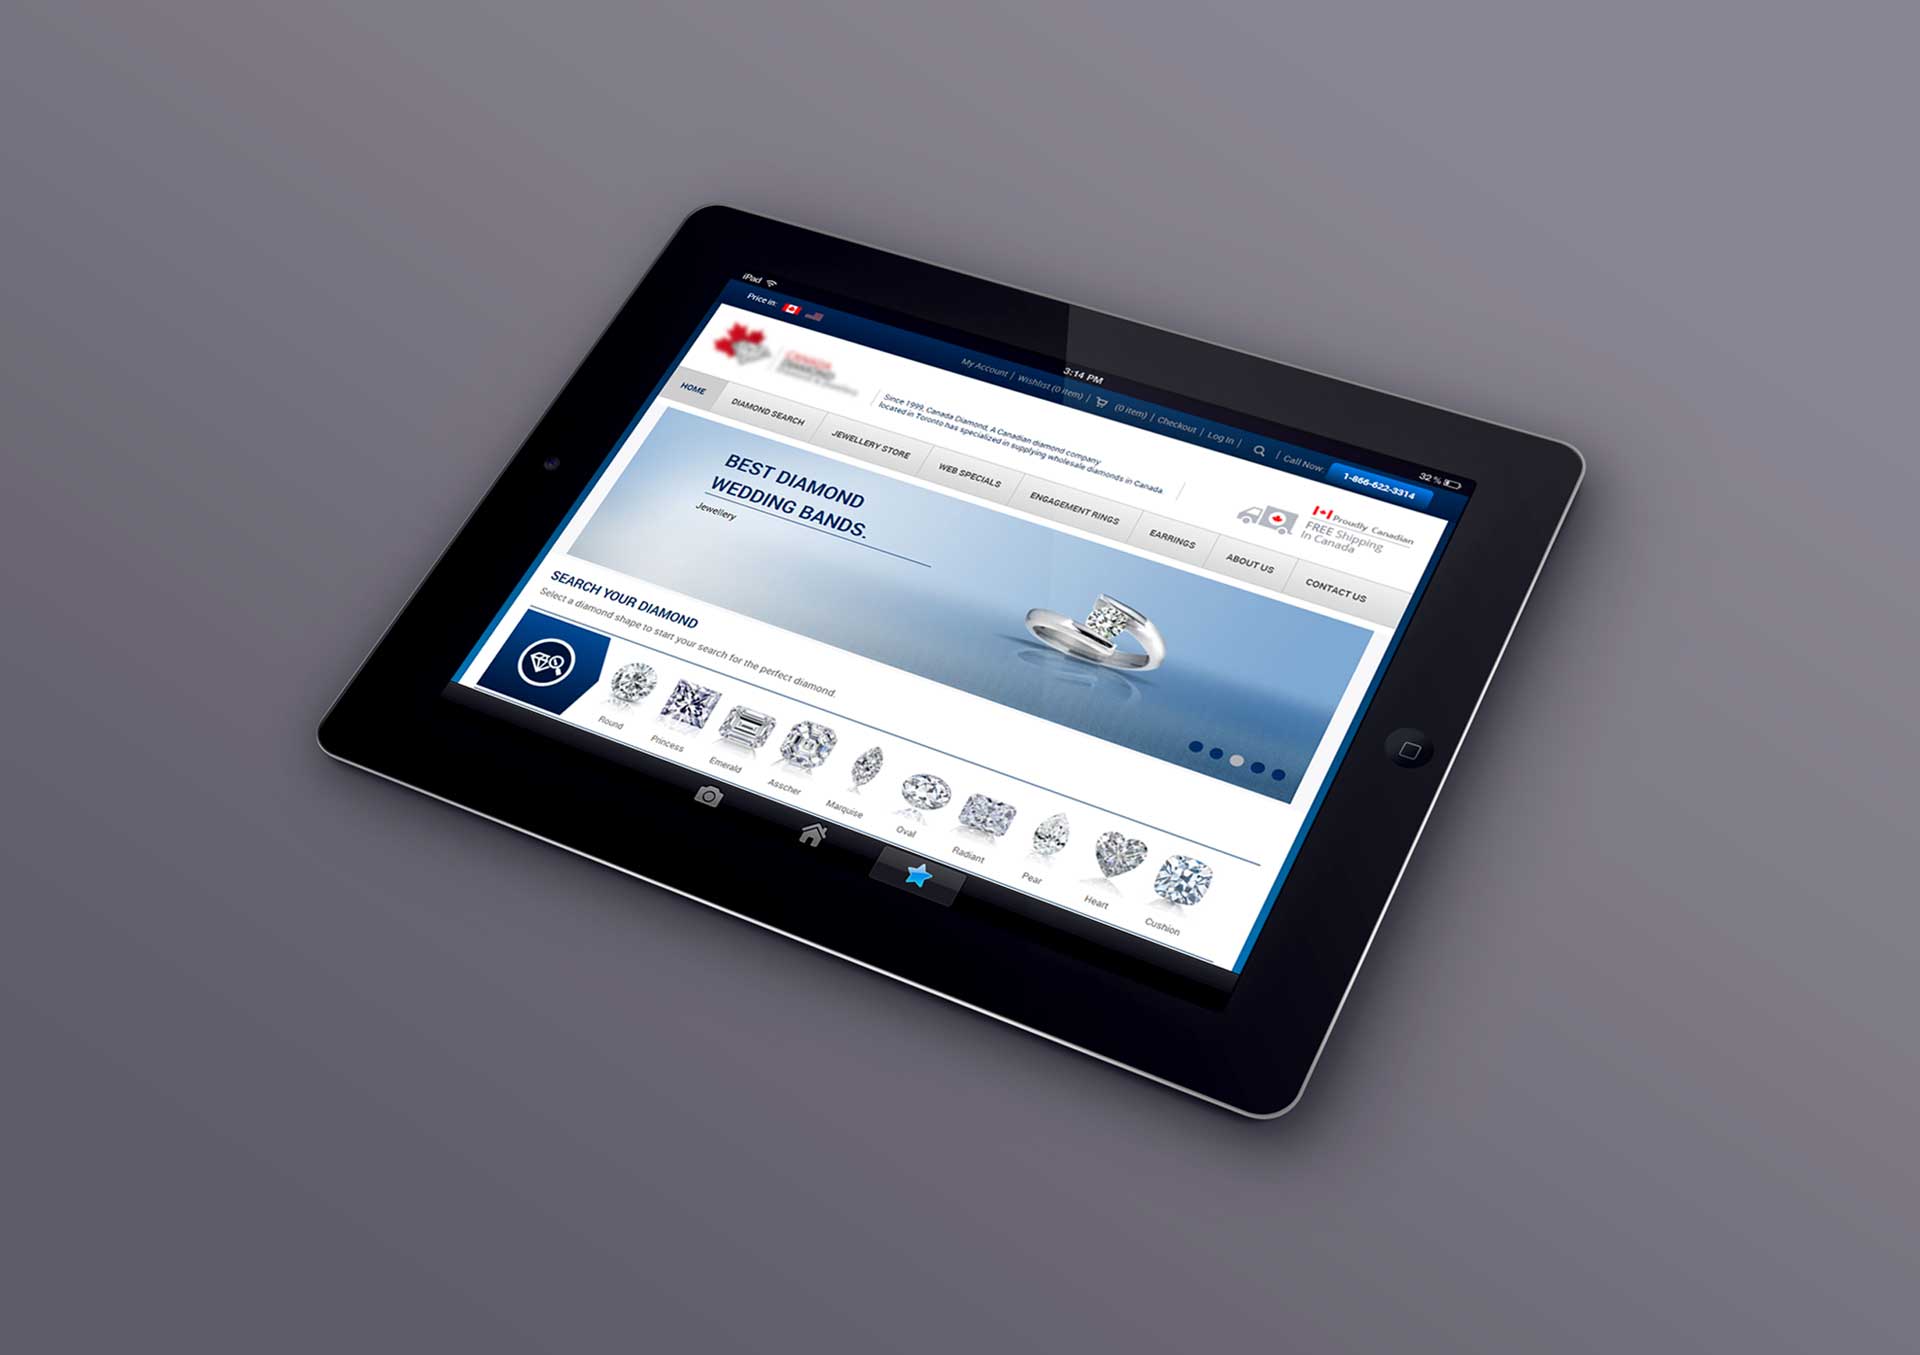 iPad
3:14 PM
32 %
Price in:
My Account | Wishlist (0 item) | (0 item) | Checkout | Log In | | Call Now: 1-866-622-3314
CANADA
DIAMOND
Since 1999, Canada Diamond, A Canadian diamond company
located in Toronto has specialized in supplying wholesale diamonds in Canada
Proudly Canadian
FREE Shipping
In Canada
HOME
DIAMOND SEARCH
JEWELLERY STORE
WEB SPECIALS
ENGAGEMENT RINGS
EARRINGS
ABOUT US
CONTACT US
BEST DIAMOND
WEDDING BANDS.
Jewellery
SEARCH YOUR DIAMOND
Select a diamond shape to start your search for the perfect diamond.
Round
Princess
Emerald
Asscher
Marquise
Oval
Radiant
Pear
Heart
Cushion